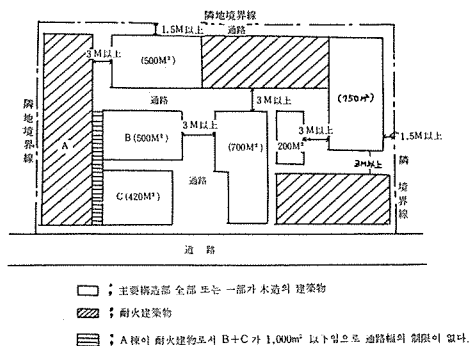 隣地境界線
1.5M以上
通路
3M以上
(500M²)
(750m²)
通路
3M以上
隣地境界線
A
B(500M²)
3M以上
(700M²)
200M²
3M以上
1.5M以上
3M以上
隣
境界線
C(420M²)
通路
道 路
; 主要構造部 全部 또는 一部가 木造의 建築物
; 耐火建築物
; A棟이 耐火建物로서 B+C가 1,000m² 以下임으로 通路幅의 制限이 없다.